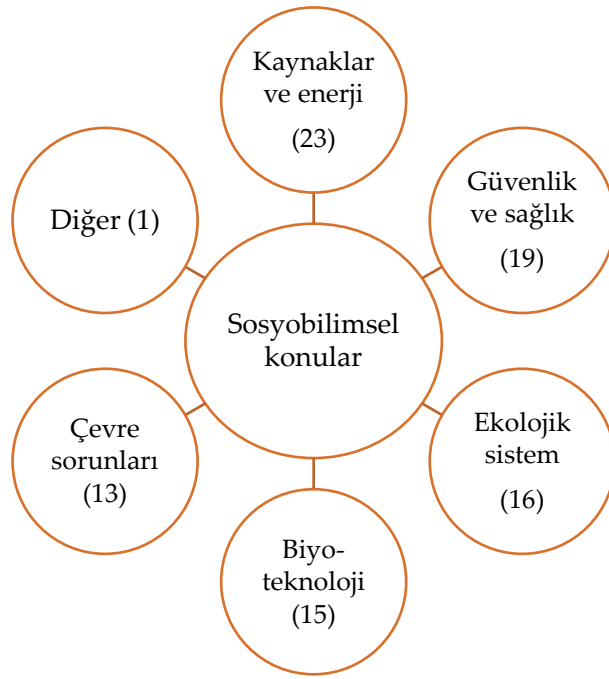 Kaynaklar
ve enerji
(23)
Güvenlik
ve sağlık
(19)
Diğer (1)
Sosyobilimsel
konular
Ekolojik
sistem
(16)
Çevre
sorunları
(13)
Biyo-
teknoloji
(15)